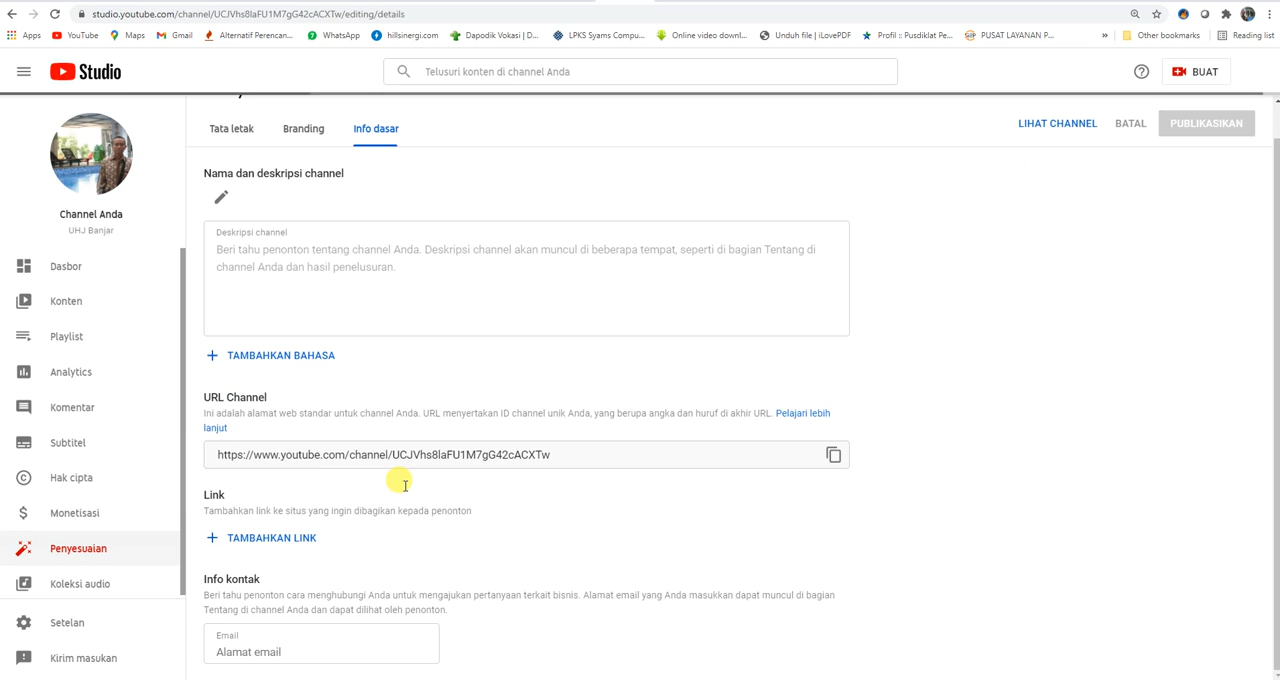 studio.youtube.com/channel/UCJVhs8laFU1M7gG42cACXTw/editing/details
Apps YouTube Maps Gmail Alternatif Perencan... WhatsApp hillsinergi.com Dapodik Vokasi | D... LPKS Syams Compu... Online video downl... Unduh file | iLovePDF Profil :: Pusdiklat Pe... PUSAT LAYANAN P... » Other bookmarks Reading list
Studio
Telusuri konten di channel Anda
BUAT
Channel Anda
UHJ Banjar
Dasbor
Konten
Playlist
Analytics
Komentar
Subtitel
Hak cipta
Monetisasi
Penyesuaian
Koleksi audio
Setelan
Kirim masukan
Tata letak Branding Info dasar
LIHAT CHANNEL BATAL PUBLIKASIKAN
Nama dan deskripsi channel
Deskripsi channel
Beri tahu penonton tentang channel Anda. Deskripsi channel akan muncul di beberapa tempat, seperti di bagian Tentang di
channel Anda dan hasil penelusuran.
+ TAMBAHKAN BAHASA
URL Channel
Ini adalah alamat web standar untuk channel Anda. URL menyertakan ID channel unik Anda, yang berupa angka dan huruf di akhir URL. Pelajari lebih
lanjut
https://www.youtube.com/channel/UCJVhs8laFU1M7gG42cACXTw
Link
Tambahkan link ke situs yang ingin dibagikan kepada penonton
+ TAMBAHKAN LINK
Info kontak
Beri tahu penonton cara menghubungi Anda untuk mengajukan pertanyaan terkait bisnis. Alamat email yang Anda masukkan dapat muncul di bagian
Tentang di channel Anda dan dapat dilihat oleh penonton.
Email
Alamat email